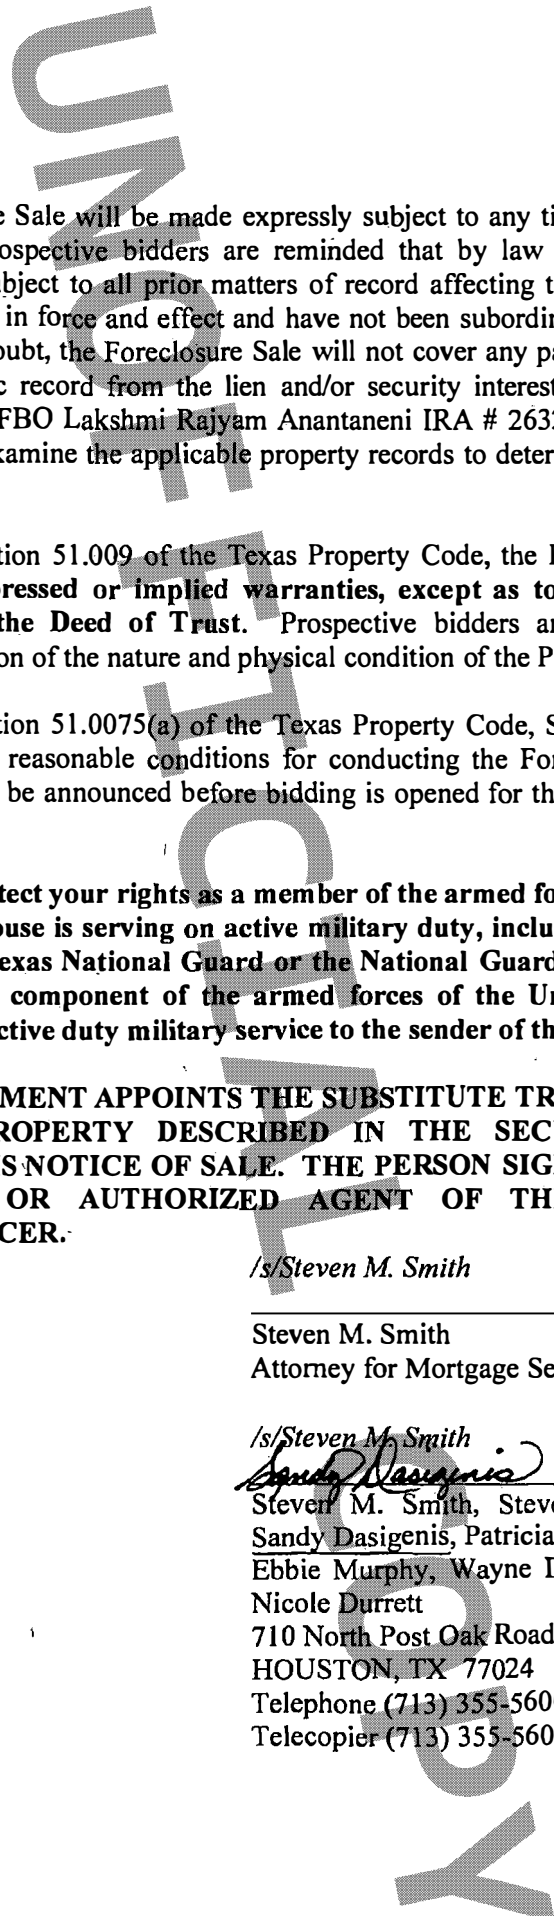 e Sale will be made expressly subject to any ti
ospective bidders are reminded that by law
bject to all prior matters of record affecting t
in force and effect and have not been subordin
oubt, the Foreclosure Sale will not cover any pa
c record from the lien and/or security interest
FBO Lakshmi Rajyam Anantaneni IRA # 2632
xamine the applicable property records to deter
tion 51.009 of the Texas Property Code, the P
pressed or implied warranties, except as to
the Deed of Trust. Prospective bidders ar
on of the nature and physical condition of the P
tion 51.0075(a) of the Texas Property Code, S
reasonable conditions for conducting the For
be announced before bidding is opened for th
tect your rights as a member of the armed fo
ouse is serving on active military duty, inclu
exas National Guard or the National Guard
component of the armed forces of the Un
ctive duty military service to the sender of th
MENT APPOINTS THE SUBSTITUTE TR
ROPERTY DESCRIBED IN THE SECU
S NOTICE OF SALE. THE PERSON SIGN
OR AUTHORIZED AGENT OF TH
CER.
/s/Steven M. Smith
Steven M. Smith
Attorney for Mortgage Se
/s/Steven M. Smith
Sandy Dasigenis
Steven M. Smith, Steve
Sandy Dasigenis, Patricia
Ebbie Murphy, Wayne D
Nicole Durrett
710 North Post Oak Road
HOUSTON, TX 77024
Telephone (713) 355-560
Telecopier (713) 355-560
UNOFFICIAL COPY